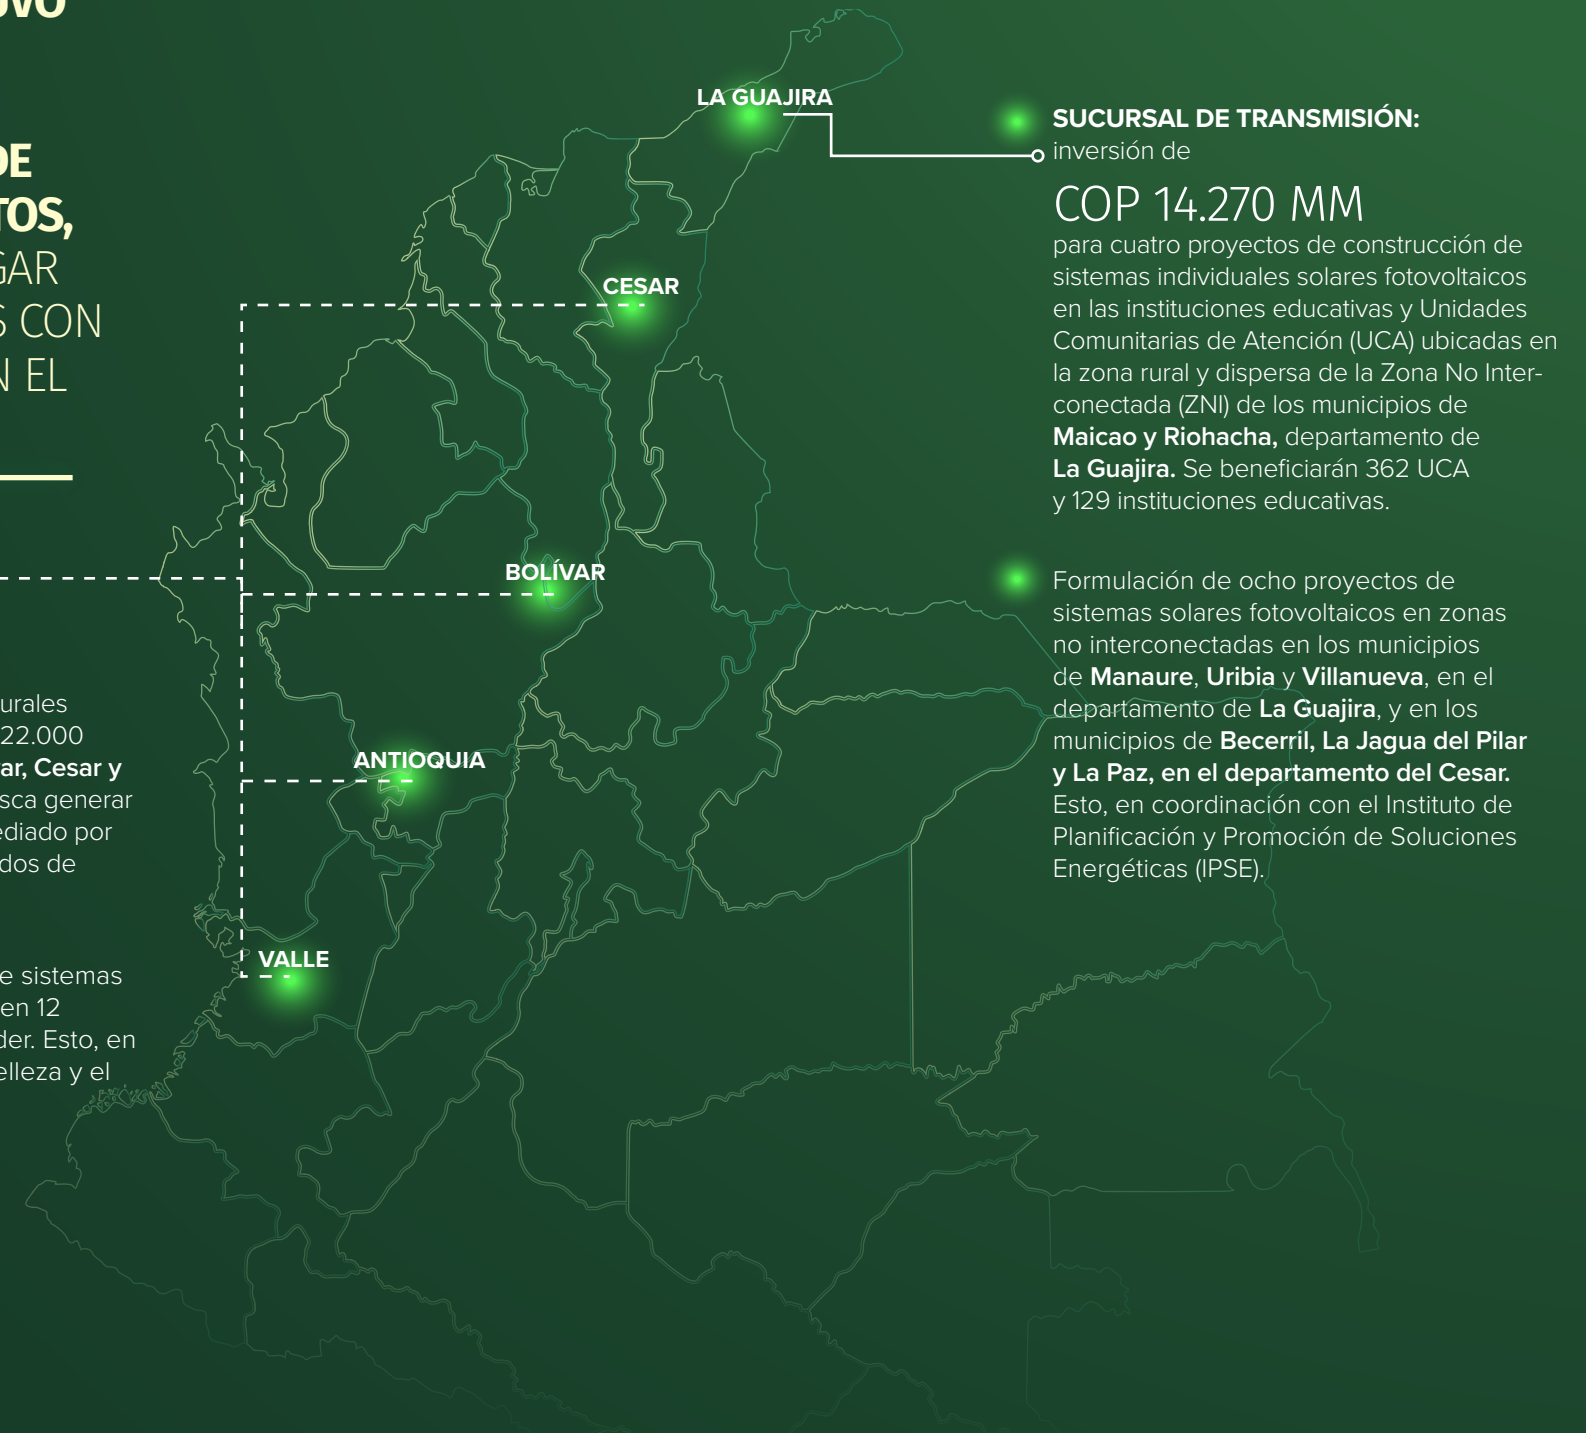 DE
TOS,
GAR
S CON
N EL
urales
22.000
var, Cesar y
sca generar
ediado por
dos de
e sistemas
en 12
der. Esto, en
elleza y el
LA GUAJIRA
CESAR
BOLÍVAR
ANTIOQUIA
VALLE
SUCURSAL DE TRANSMISIÓN:
inversión de
COP 14.270 MM
para cuatro proyectos de construcción de
sistemas individuales solares fotovoltaicos
en las instituciones educativas y Unidades
Comunitarias de Atención (UCA) ubicadas en
la zona rural y dispersa de la Zona No Inter-
conectada (ZNI) de los municipios de
Maicao y Riohacha, departamento de
La Guajira. Se beneficiarán 362 UCA
y 129 instituciones educativas.
Formulación de ocho proyectos de
sistemas solares fotovoltaicos en zonas
no interconectadas en los municipios
de Manaure, Uribia y Villanueva, en el
departamento de La Guajira, y en los
municipios de Becerril, La Jagua del Pilar
y La Paz, en el departamento del Cesar.
Esto, en coordinación con el Instituto de
Planificación y Promoción de Soluciones
Energéticas (IPSE).